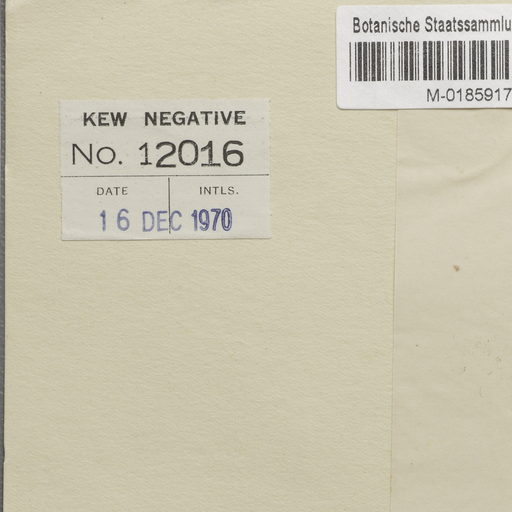 Botanische Staatssammlu
M-0185917
KEW NEGATIVE
No. 12016
DATE INTLS.
16 DEC 1970